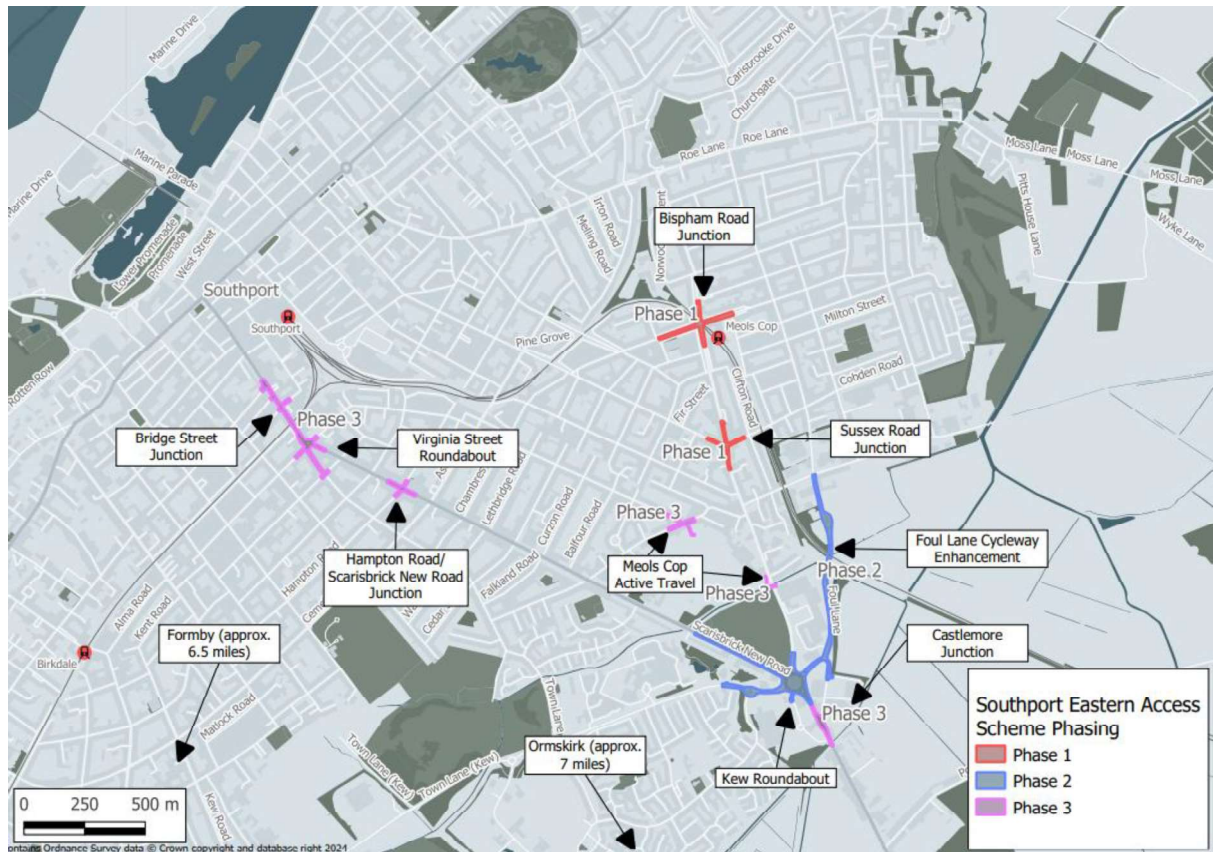 Marine Drive
Caristrooke Drive
Churchgate
Roe Lane
Roe Lane
Moss Lane
Moss Lane
Moss Lane
Marine Parade
Marine Drive
Pitts House Lane
Wyke Lane
Irton Road
Melling Road
Bispham Road
Junction
Lower Promenade
Promenade
West Street
Southport
Southport
Phase 1
Meols Cop
Milton Street
Pine Grove
Cobden Road
Rotten Row
Fir Street
Clifton Road
Phase 3
Bridge Street
Junction
Virginia Street
Roundabout
Phase 1
Sussex Road
Junction
Lethbridge Road
Curzon Road
Balfour Road
Phase 3
Hampton Road/
Scarisbrick New Road
Junction
Meols Cop
Active Travel
Foul Lane Cycleway
Enhancement
Phase 2
Phase 3
Foul Lane
Hampton Road
Falkland Road
Alma Road
Kent Road
Formby (approx.
6.5 miles)
Birkdale
Scarisbrick New Road
Castlemore
Junction
Matlock Road
Town Lane
Phase 3
Town Lane (Kew)
Town Lane (Kew)
Ormskirk (approx.
7 miles)
Kew Roundabout
Kew Road
Southport Eastern Access
Scheme Phasing
Phase 1
Phase 2
Phase 3
0 250 500 m
Ordnance Survey data © Crown copyright and database right 2024